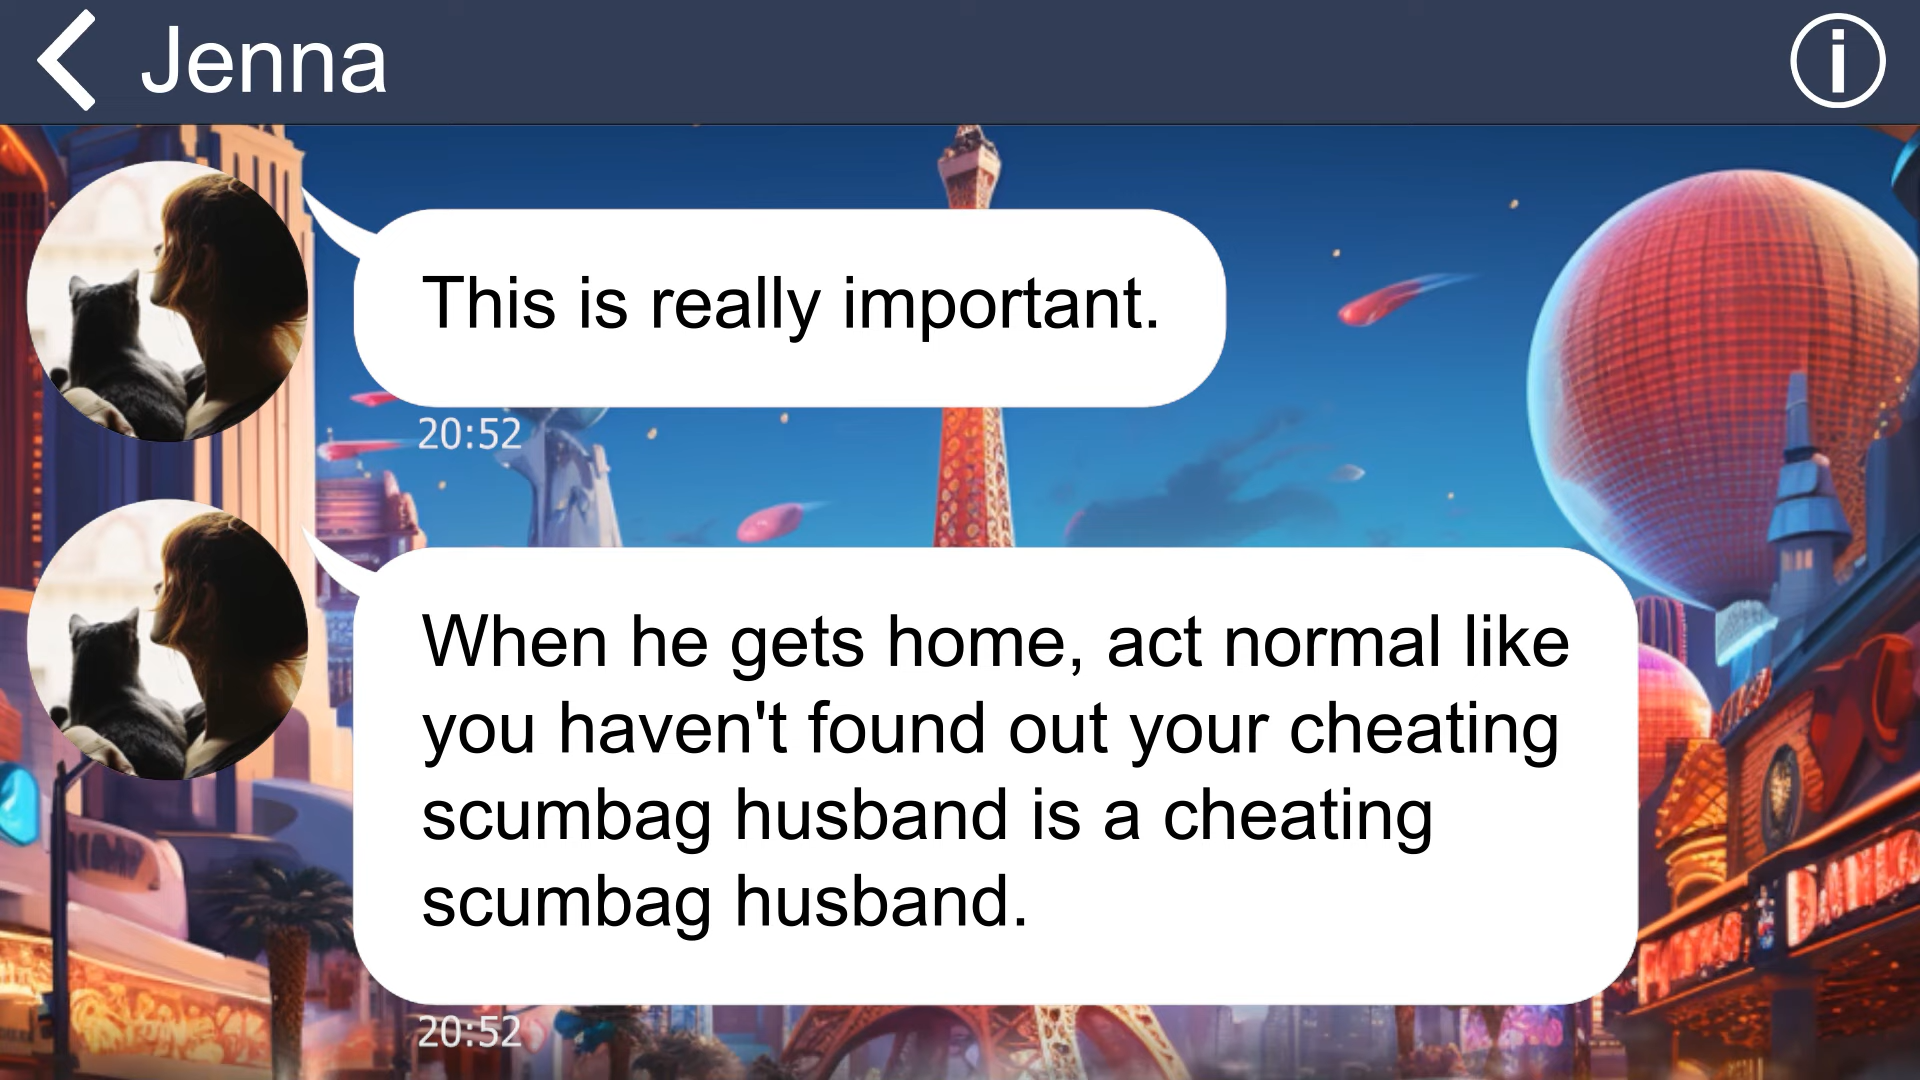 Jenna
This is really important.
20:52
When he gets home, act normal like
you haven't found out your cheating
scumbag husband is a cheating
scumbag husband.
20:52